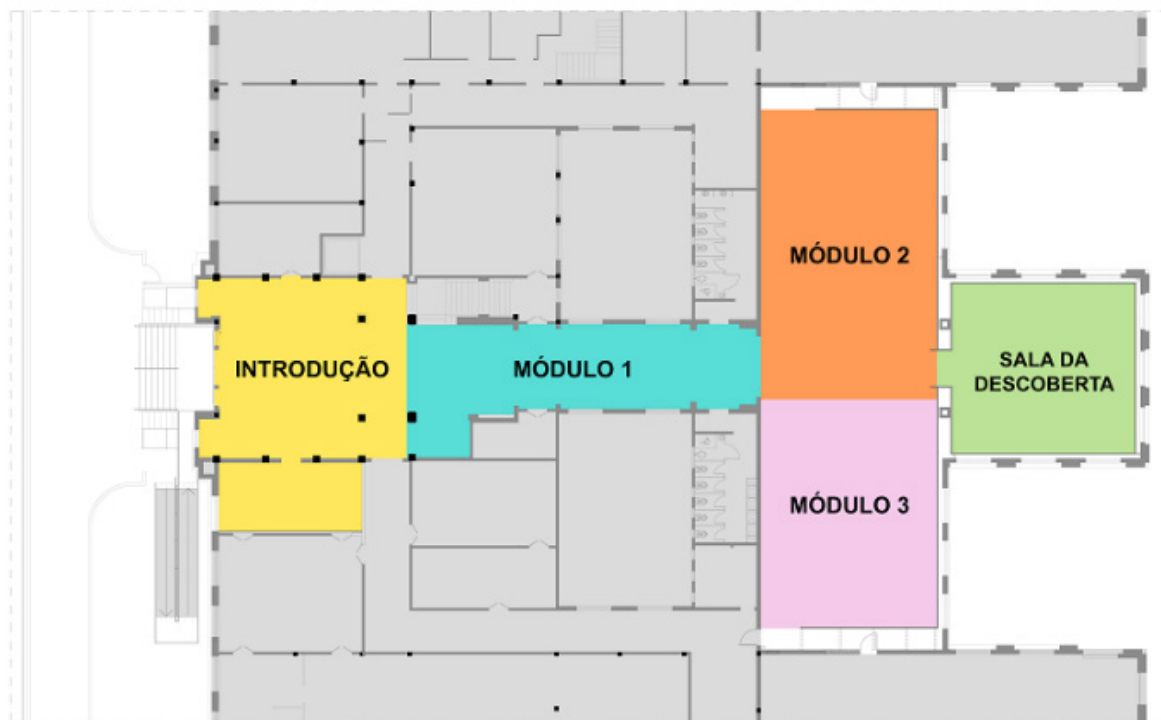 INTRODUÇÃO
MÓDULO 1
MÓDULO 2
SALA DA
DESCOBERTA
MÓDULO 3